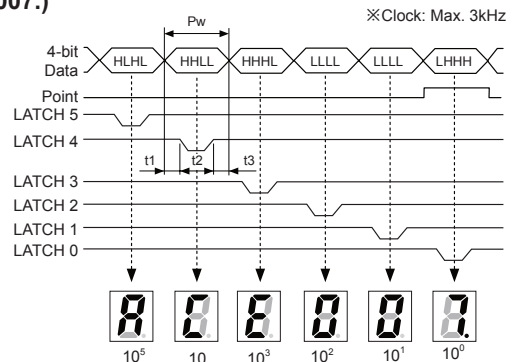 007.)
※Clock: Max. 3kHz
Pw
4-bit
Data
HLHL
HHLL
HHHL
LLLL
LLLL
LHHH
Point
LATCH 5
LATCH 4
t1
t2
t3
LATCH 3
LATCH 2
LATCH 1
LATCH 0
A
C
E
0
0
7.
10⁵
10
10³
10²
10¹
10⁰